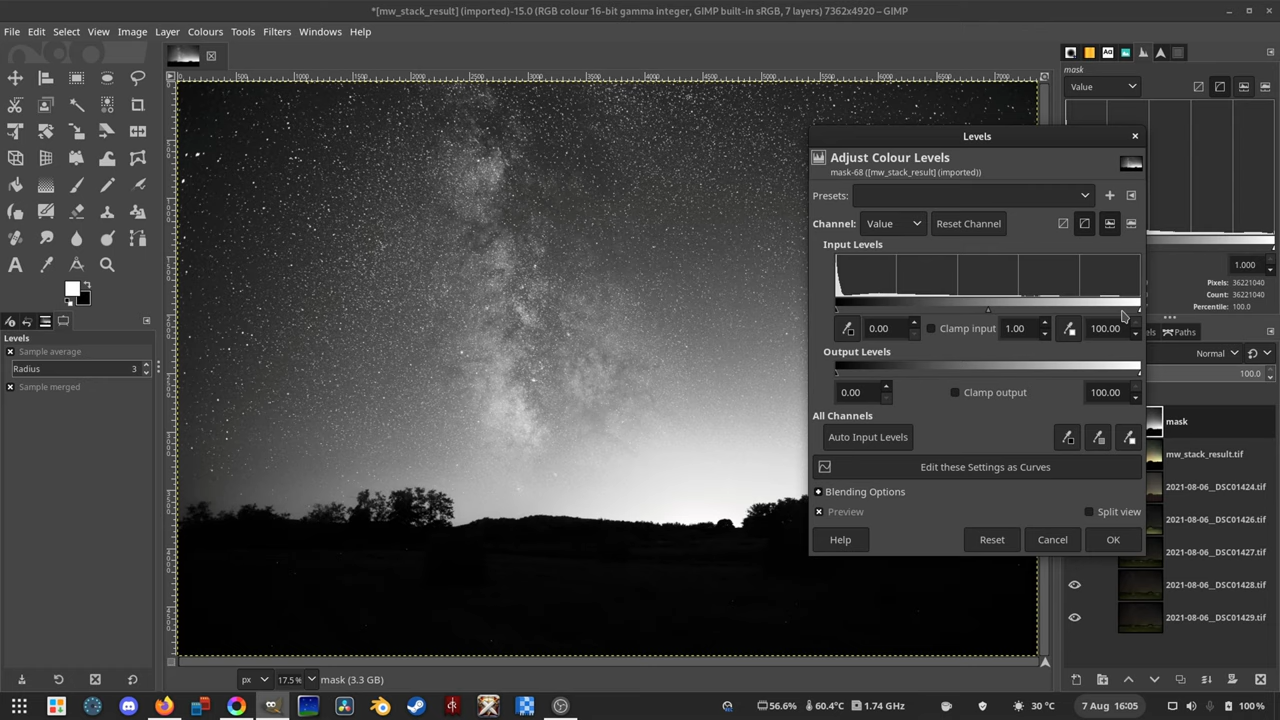 *[mw_stack_result] (imported)-15.0 (RGB colour 16-bit gamma integer, GIMP built-in sRGB, 7 layers) 7362x4920 – GIMP
File Edit Select View Image Layer Colours Tools Filters Windows Help
mask
Value
Levels
Adjust Colour Levels
mask-68 ([mw_stack_result] (imported))
Presets:
Channel: Value Reset Channel
Input Levels
1.000
Pixels: 36221040
Count: 36221040
Percentile: 100.0
0.00 Clamp input 1.00 100.00
Paths
Levels
Sample average
Radius 3
Sample merged
Output Levels
Normal
100.0
0.00 Clamp output 100.00
All Channels
Auto Input Levels
mask
mw_stack_result.tif
Edit these Settings as Curves
2021-08-06__DSC01424.tif
Blending Options
Preview Split view
2021-08-06__DSC01426.tif
Help Reset Cancel OK
2021-08-06__DSC01427.tif
2021-08-06__DSC01428.tif
2021-08-06__DSC01429.tif
px 17.5 % mask (3.3 GB)
56.6% 60.4°C 1.74 GHz 30 °C 7 Aug 16:05 100 %